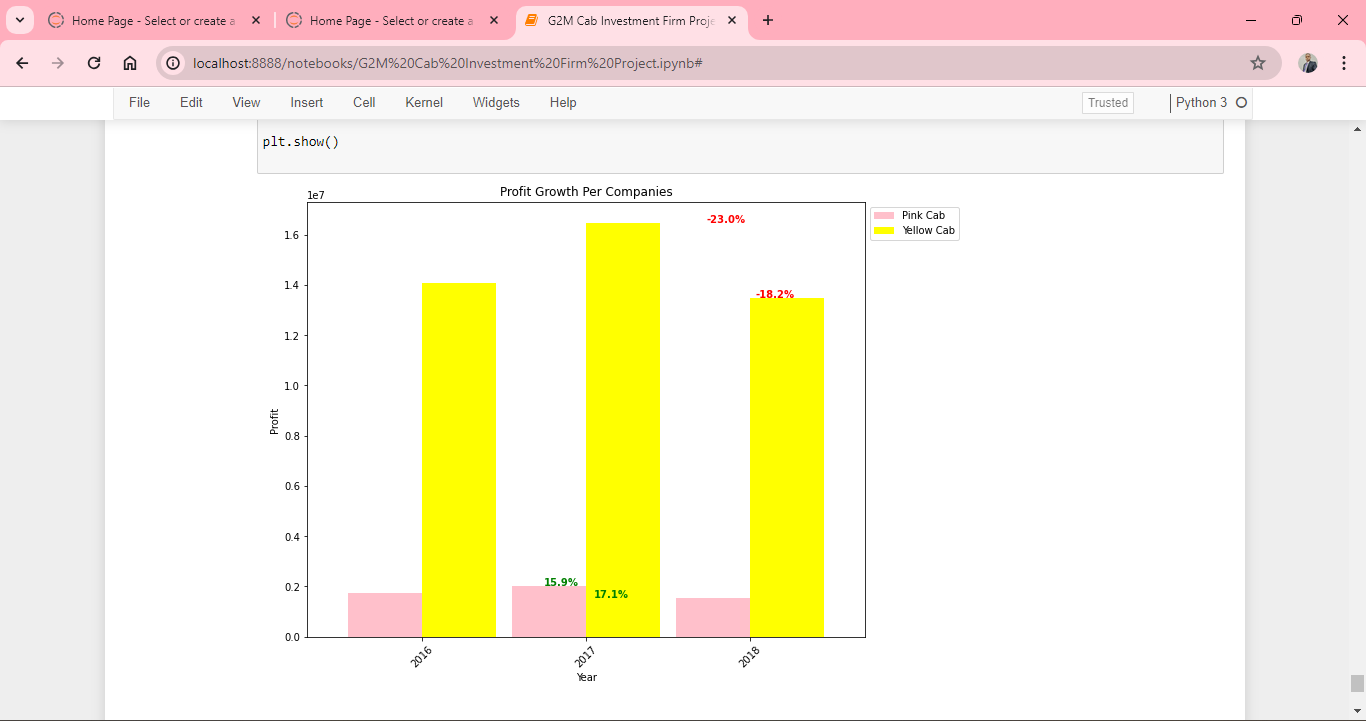 Home Page - Select or create a
Home Page - Select or create a
G2M Cab Investment Firm Proje
localhost:8888/notebooks/G2M%20Cab%20Investment%20Firm%20Project.ipynb#
File Edit View Insert Cell Kernel Widgets Help
Trusted
Python 3
plt.show()
Profit Growth Per Companies
1e7
Pink Cab
Yellow Cab
-23.0%
1.6
-18.2%
1.4
1.2
1.0
Profit
0.8
0.6
0.4
15.9%
0.2
17.1%
0.0
2016 2017 2018
Year